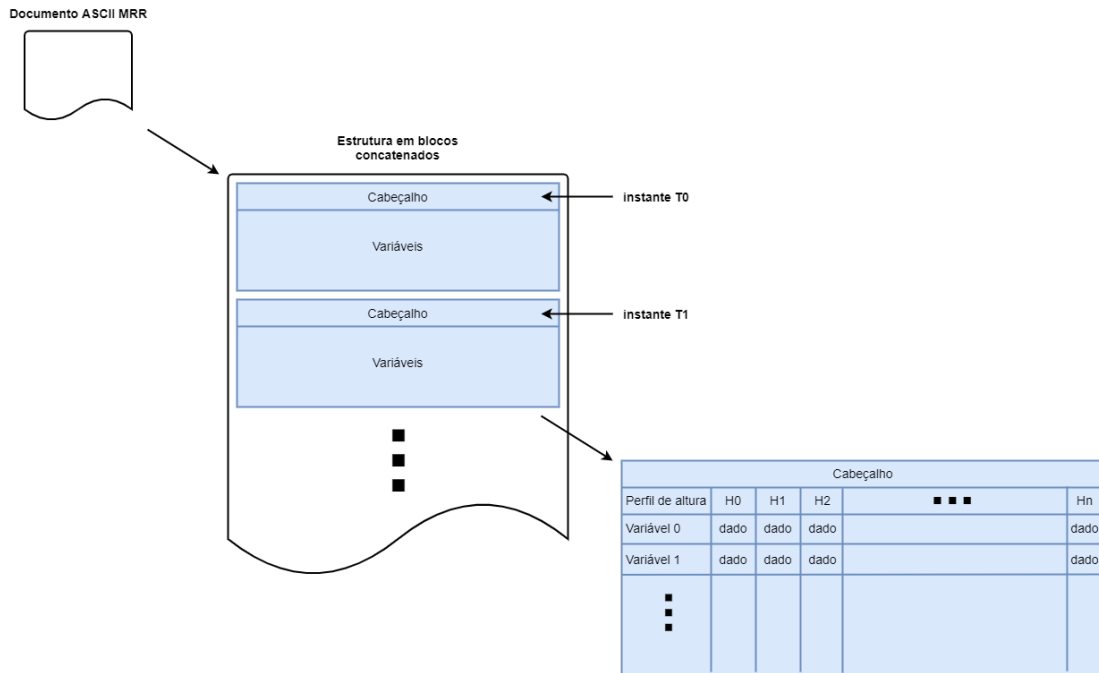 Documento ASCII MRR
Estrutura em blocos
concatenados
Cabeçalho
instante T0
Variáveis
Cabeçalho
instante T1
Variáveis
Cabeçalho
Perfil de altura H0 H1 H2 Hn
Variável 0 dado dado dado dado
Variável 1 dado dado dado dado